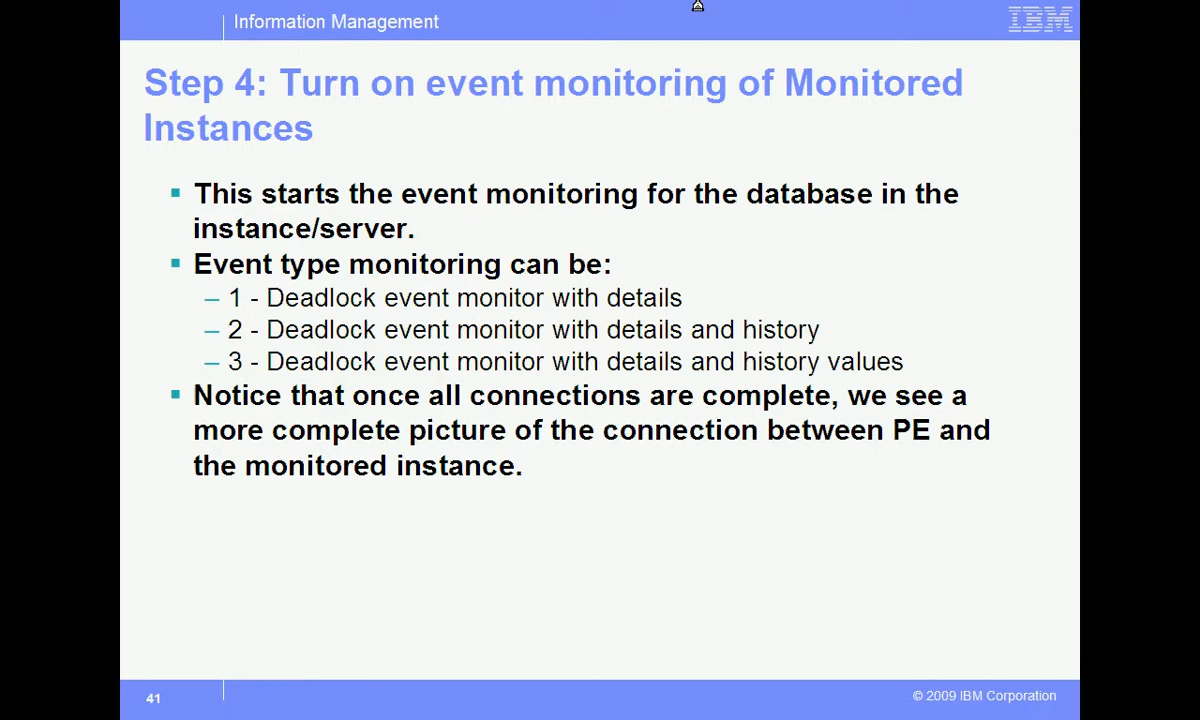 Information Management
IBM
Step 4: Turn on event monitoring of Monitored
Instances
▪ This starts the event monitoring for the database in the
instance/server.
▪ Event type monitoring can be:
– 1 - Deadlock event monitor with details
– 2 - Deadlock event monitor with details and history
– 3 - Deadlock event monitor with details and history values
▪ Notice that once all connections are complete, we see a
more complete picture of the connection between PE and
the monitored instance.
41
© 2009 IBM Corporation